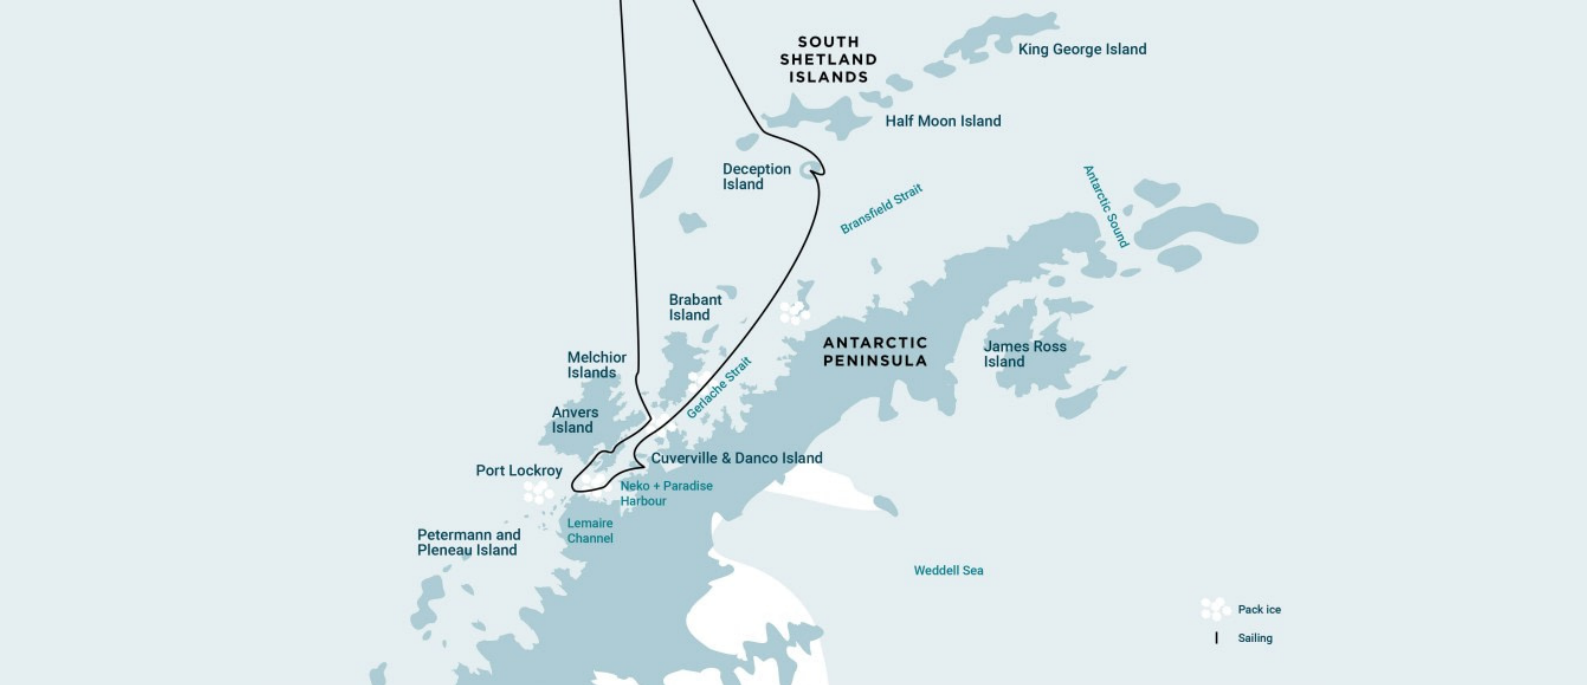 SOUTH
SHETLAND
ISLANDS
King George Island
Half Moon Island
Deception
Island
Bransfield Strait
Antarctic Sound
Brabant
Island
ANTARCTIC
PENINSULA
James Ross
Island
Melchior
Islands
Gerlache Strait
Anvers
Island
Cuverville & Danco Island
Port Lockroy
Neko + Paradise
Harbour
Lemaire
Channel
Petermann and
Pleneau Island
Weddell Sea
Pack ice
Sailing